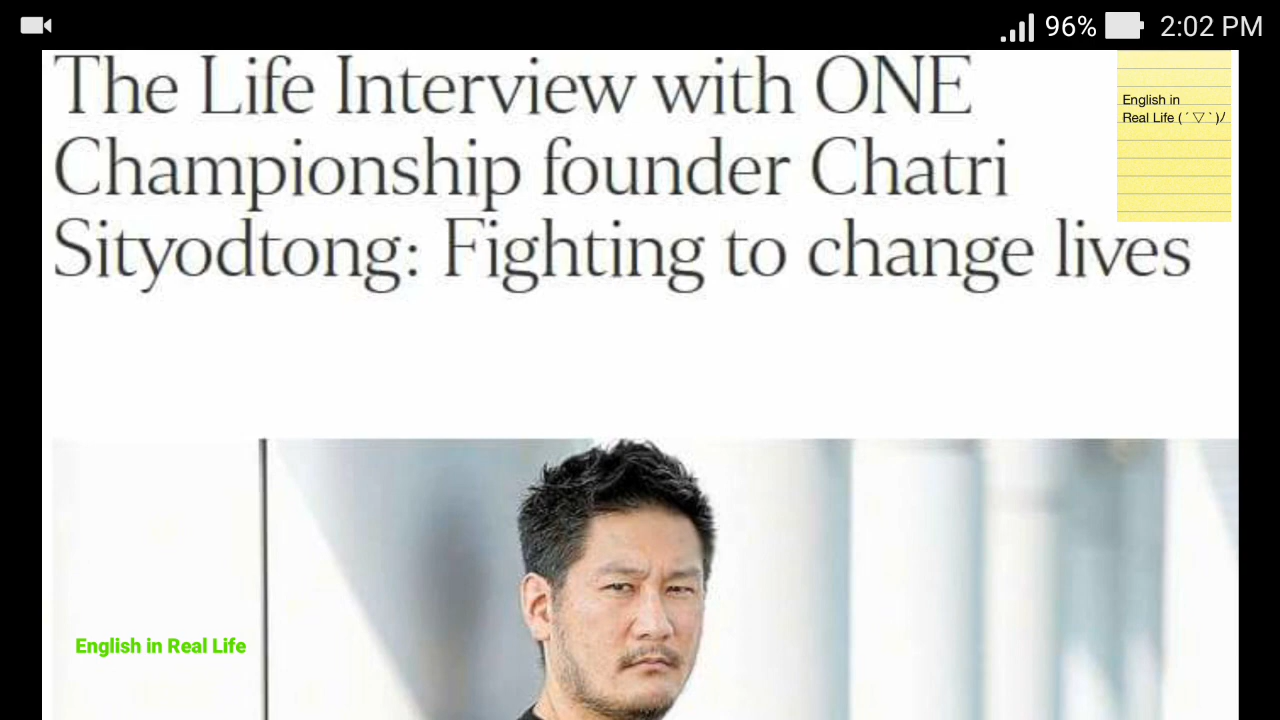 96% 2:02 PM
The Life Interview with ONE
Championship founder Chatri
Sityodtong: Fighting to change lives
English in
Real Life ( ´ ▽ ` )/
English in Real Life